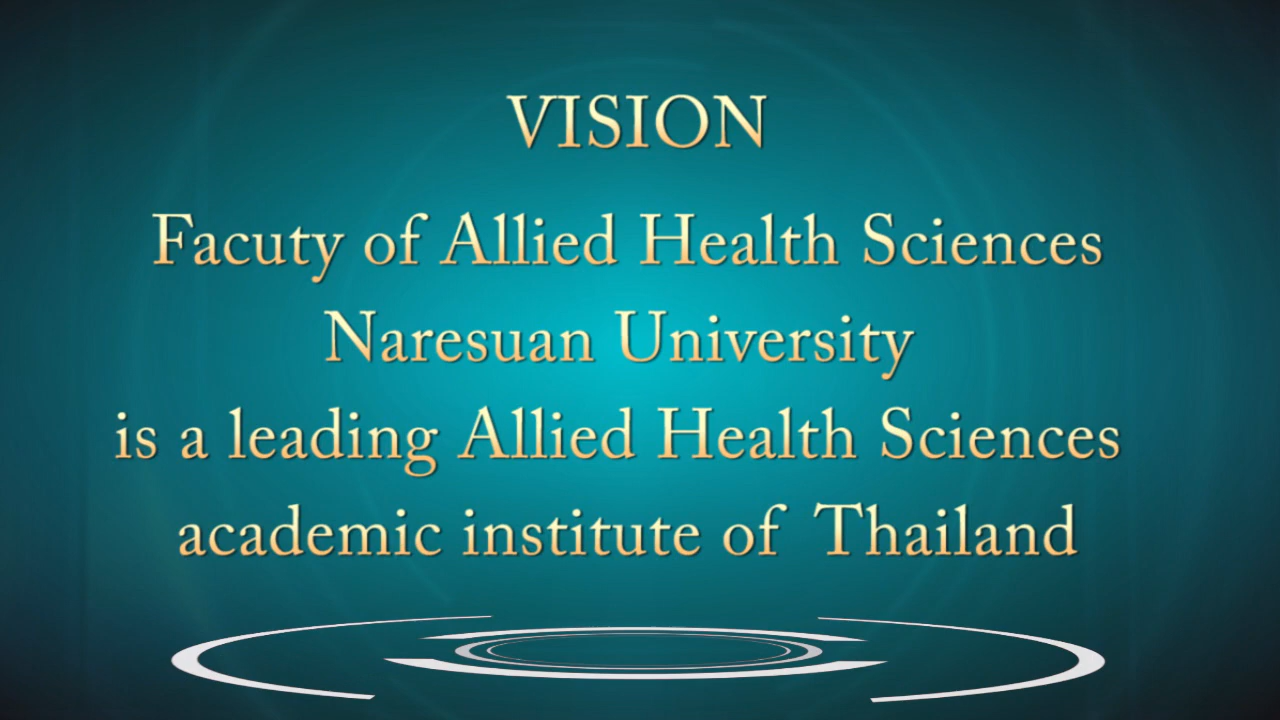 VISION
Facuty of Allied Health Sciences
Naresuan University
is a leading Allied Health Sciences
academic institute of Thailand